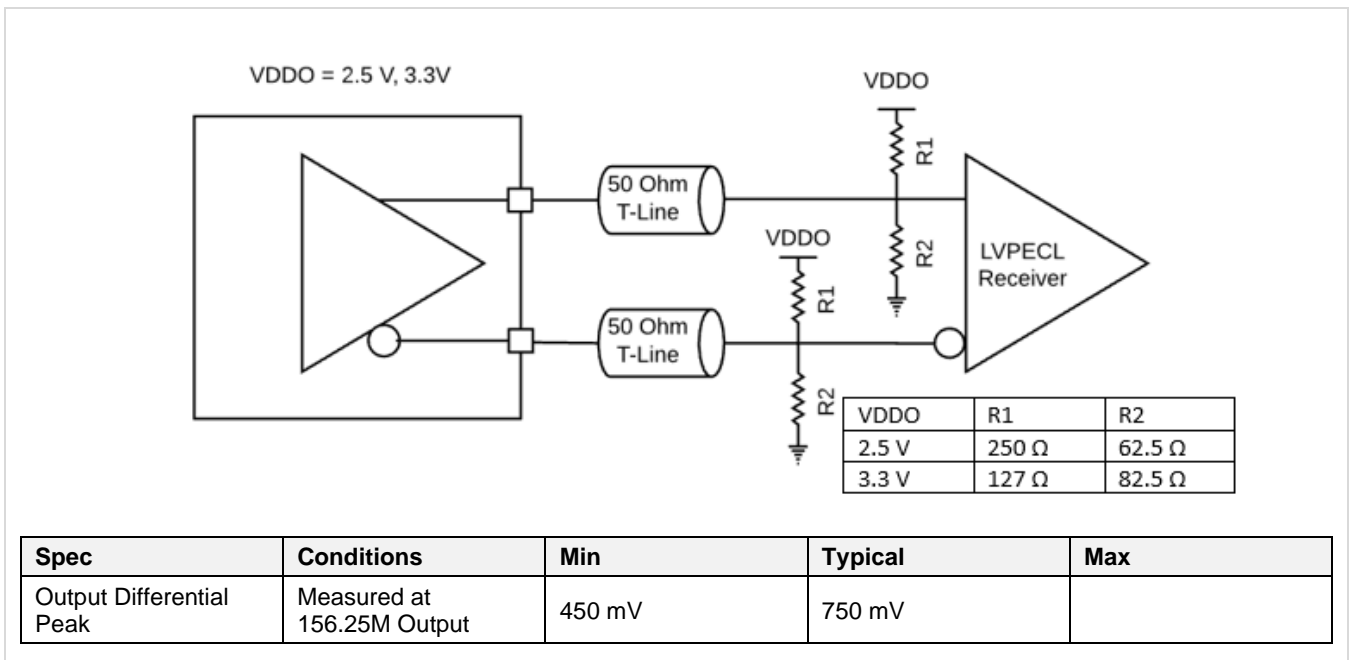 VDDO = 2.5 V, 3.3V
VDDO
R1
50 Ohm
T-Line
R2
VDDO
LVPECL
Receiver
R1
50 Ohm
T-Line
R2
VDDO R1 R2
2.5 V 250 Ω 62.5 Ω
3.3 V 127 Ω 82.5 Ω
Spec Conditions Min Typical Max
Output Differential Peak Measured at 156.25M Output 450 mV 750 mV